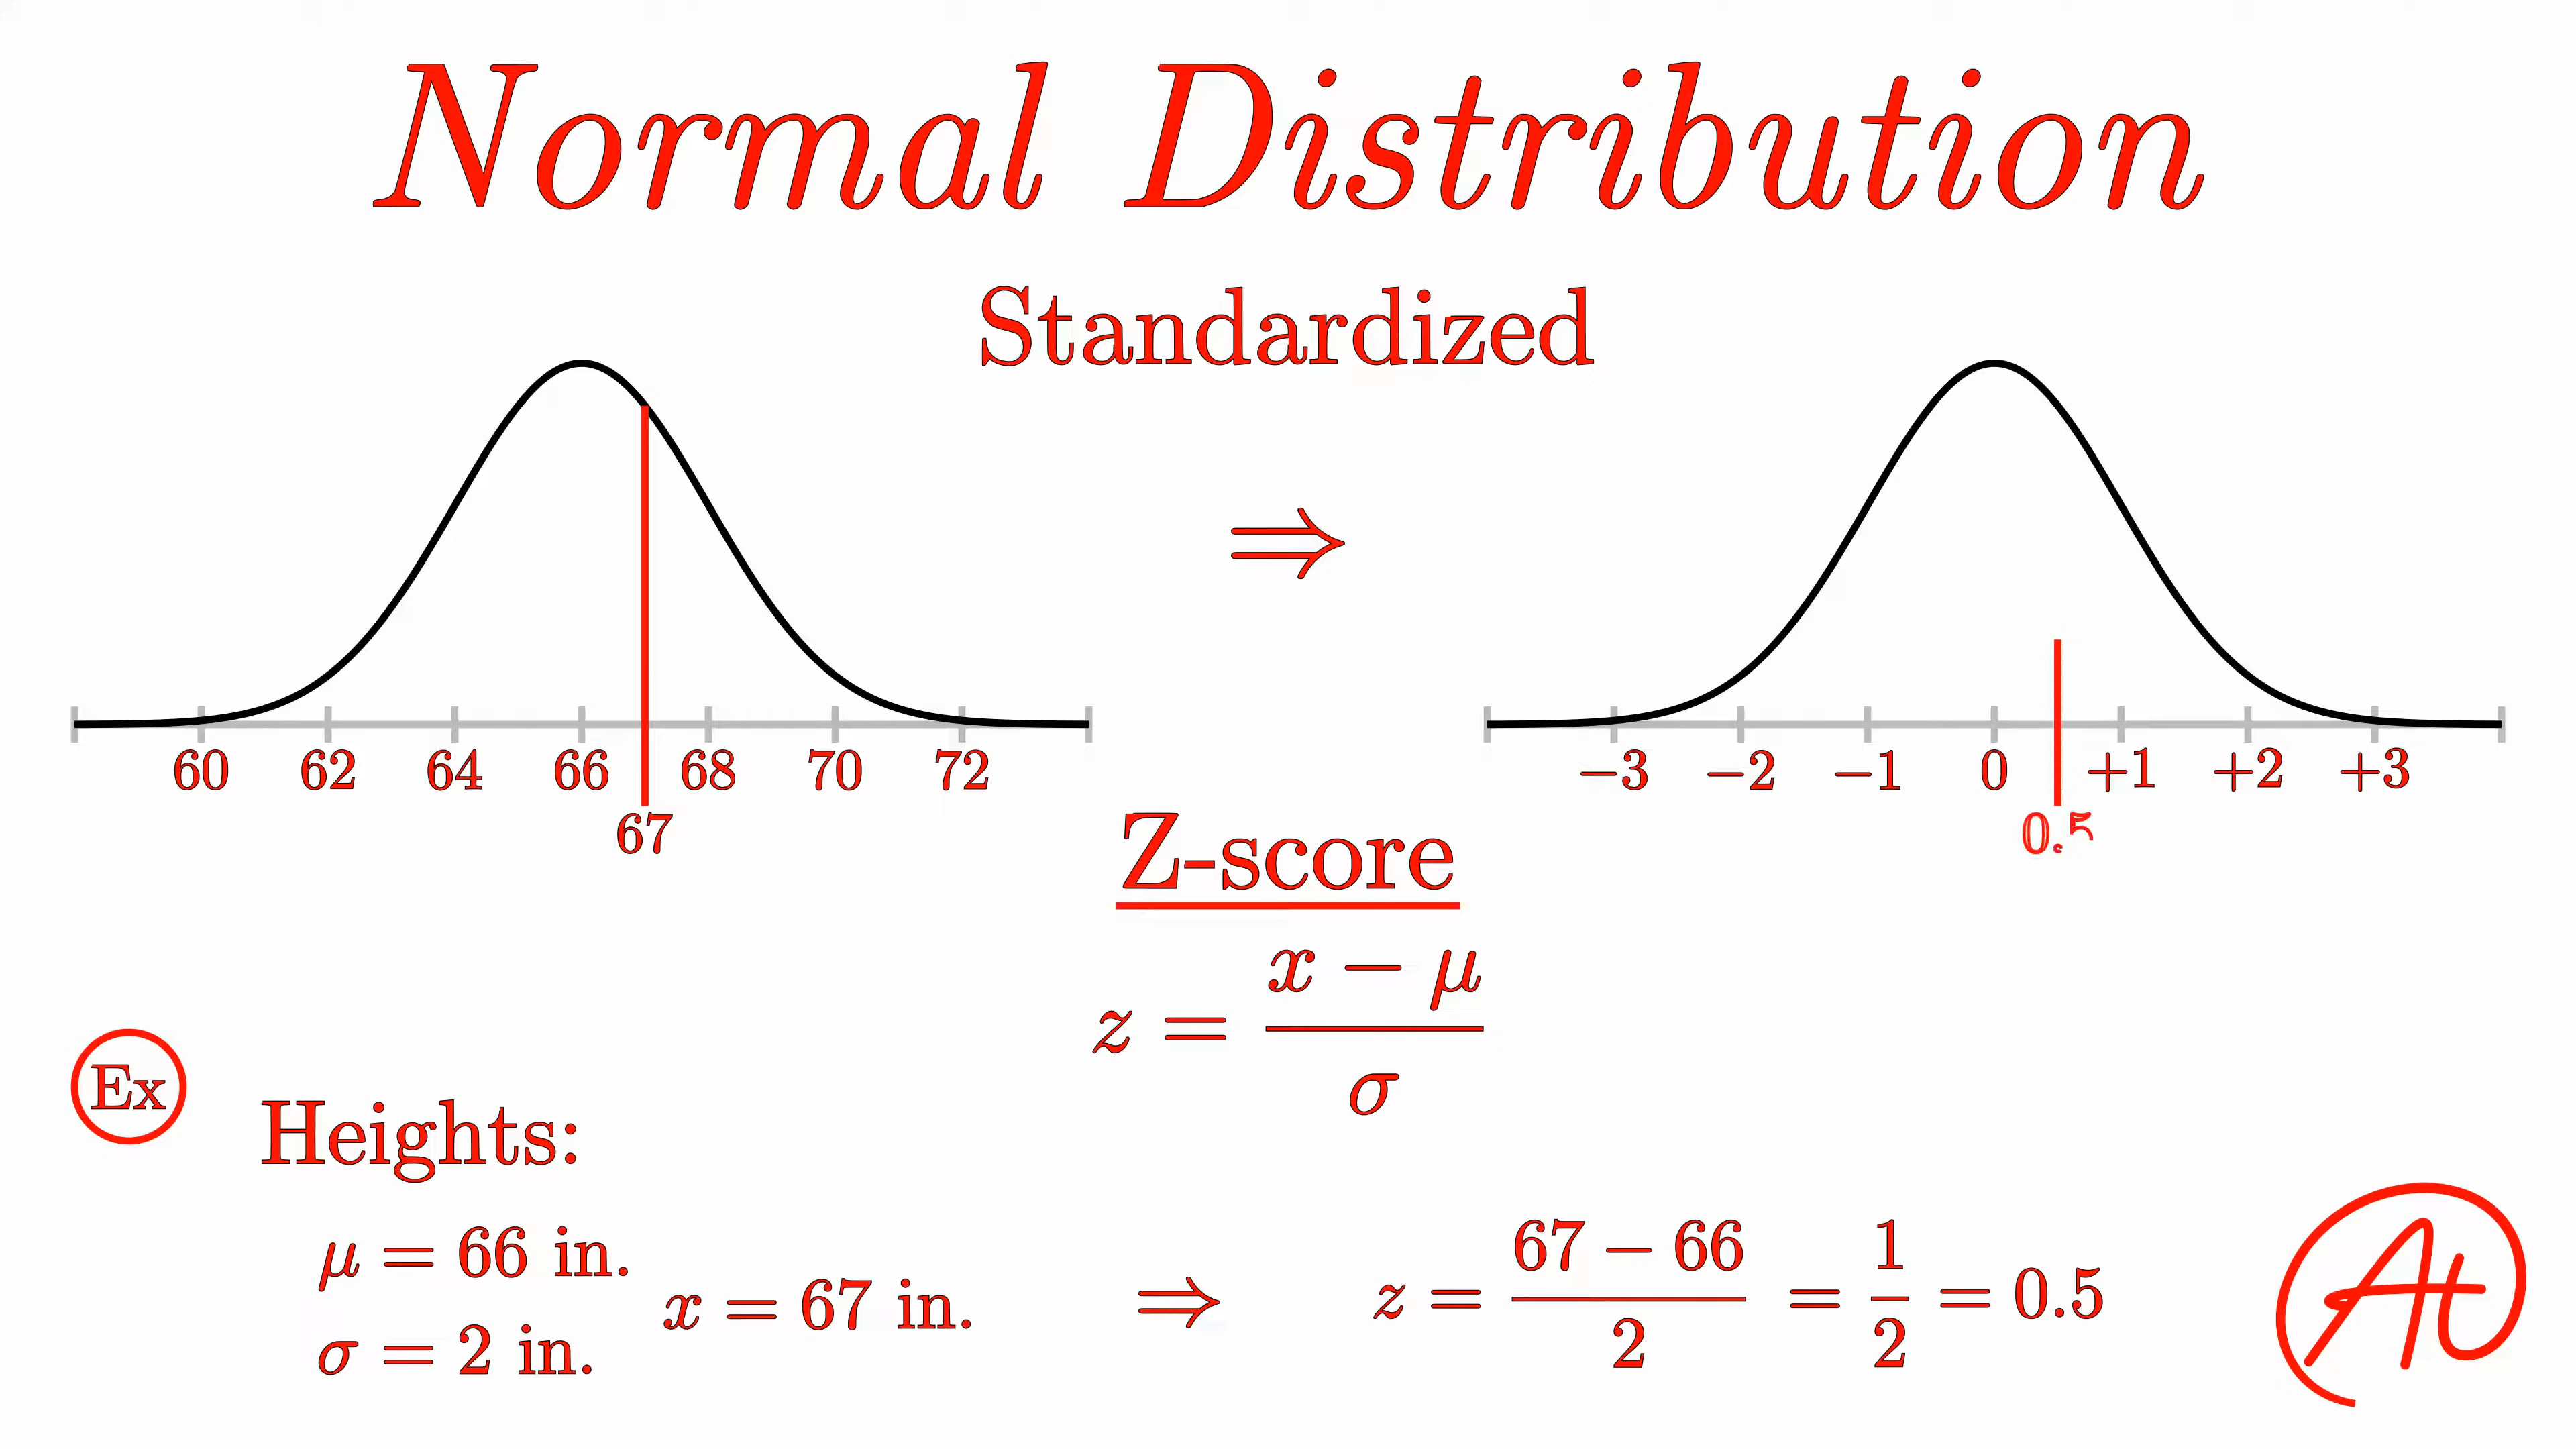 Normal Distribution
Standardized
⇒
60 62 64 66 68 70 72
67
−3 −2 −1 0 +1 +2 +3
0.5
Z-score
z = (x − μ)/σ
Ex
Heights:
μ = 66 in.
σ = 2 in.
x = 67 in.
⇒
z = (67 − 66)/2 = 1/2 = 0.5
At